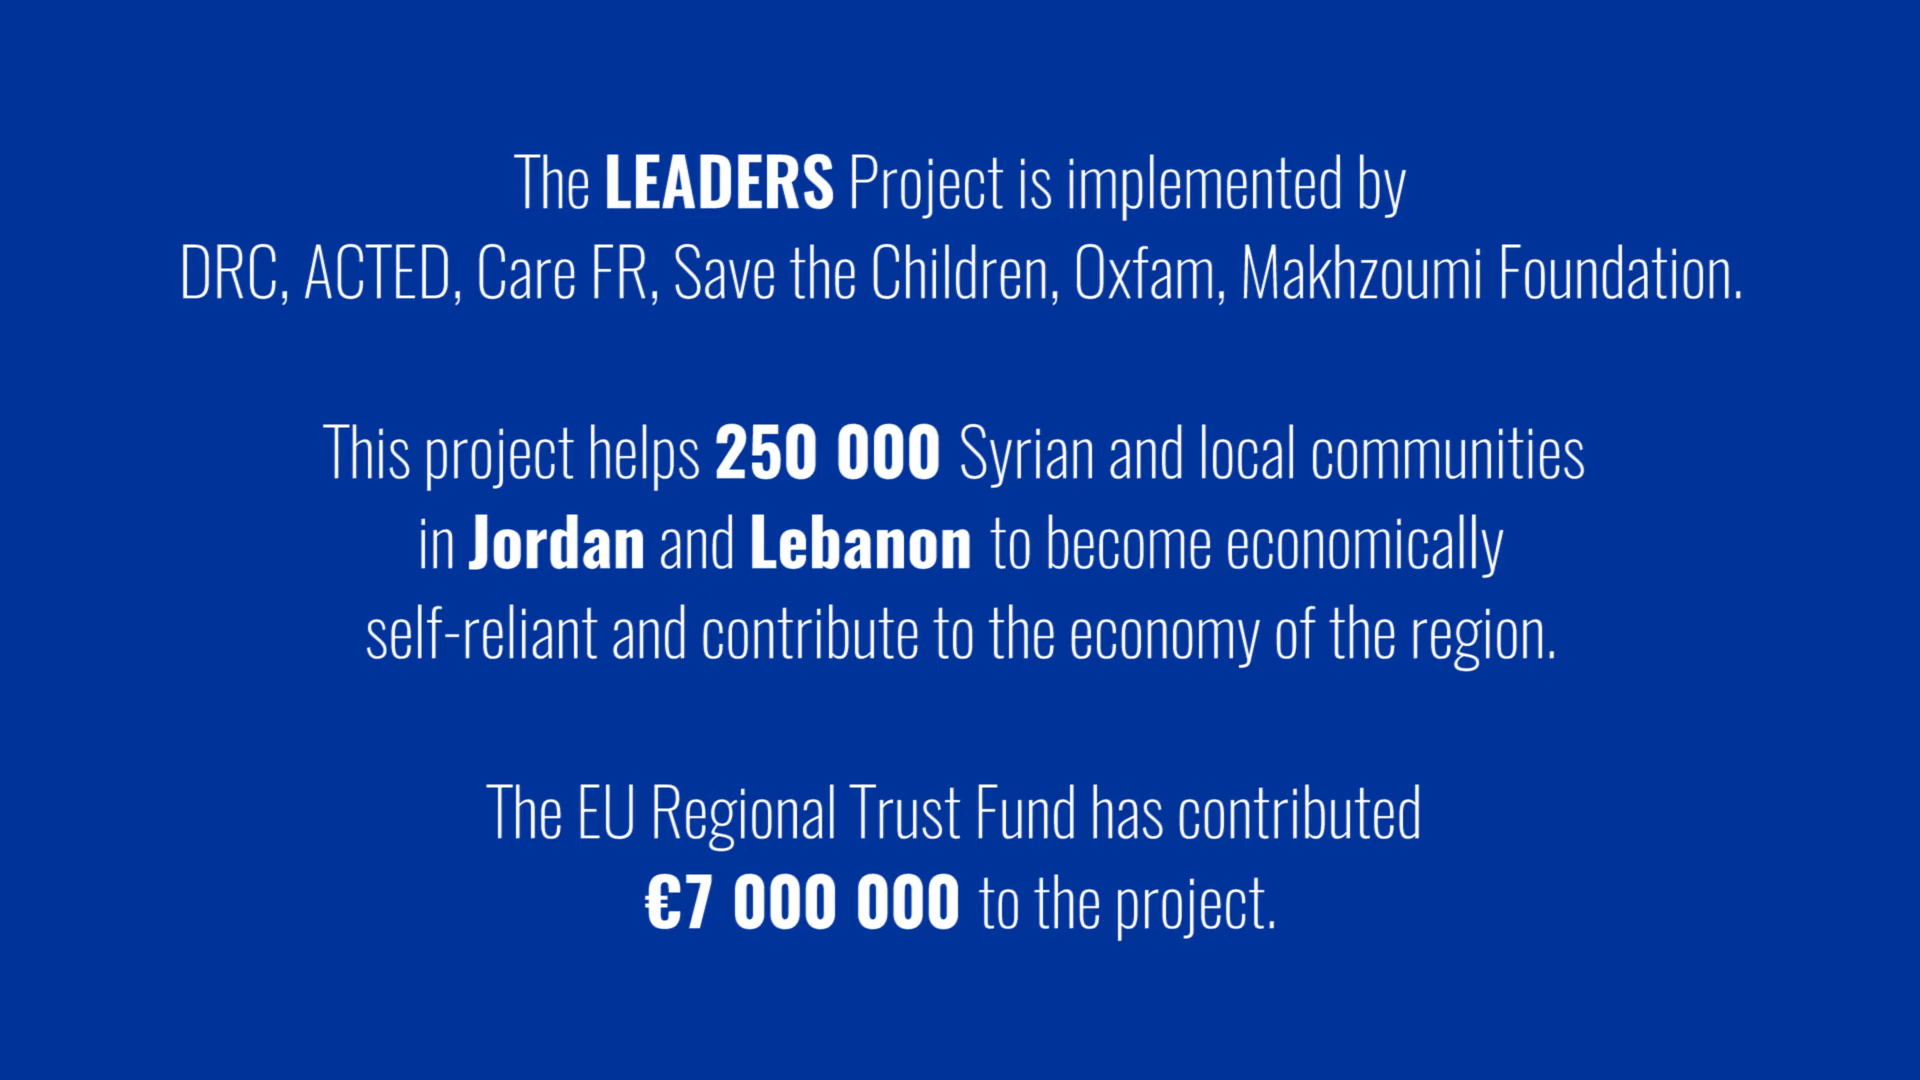 The LEADERS Project is implemented by
DRC, ACTED, Care FR, Save the Children, Oxfam, Makhzoumi Foundation.
This project helps 250 000 Syrian and local communities
in Jordan and Lebanon to become economically
self-reliant and contribute to the economy of the region.
The EU Regional Trust Fund has contributed
€7 000 000 to the project.